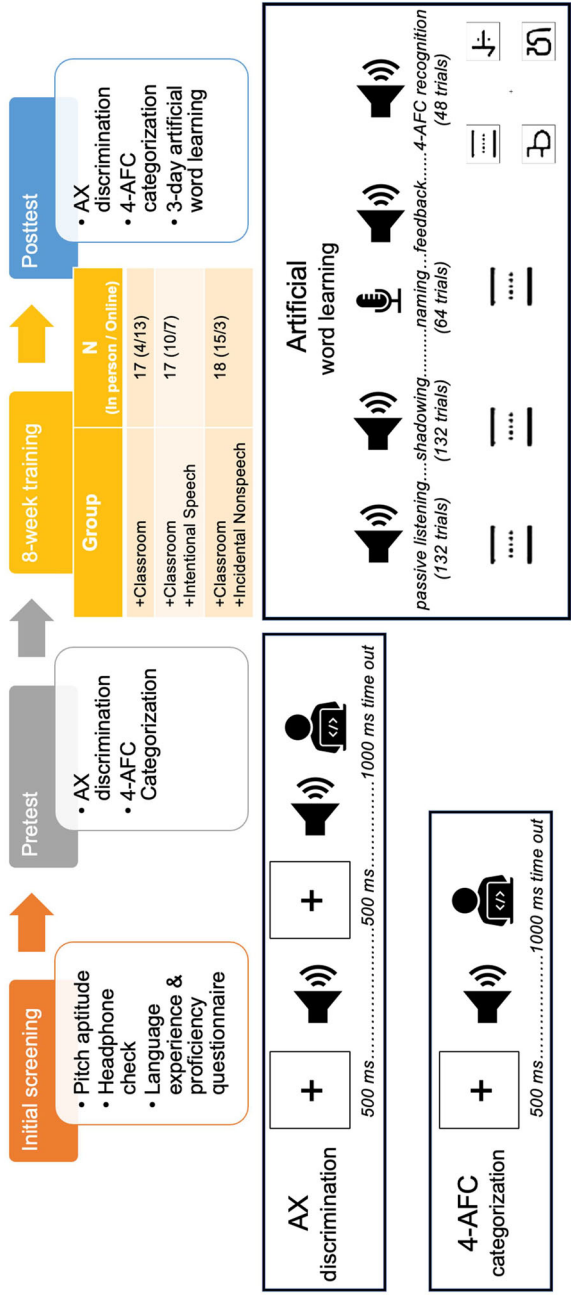 Initial screening
• Pitch aptitude
• Headphone
check
• Language
experience &
proficiency
questionnaire
Pretest
• AX
discrimination
• 4-AFC
Categorization
8-week training
Group
N
(In person / Online)
+Classroom
17 (4/13)
+Classroom
+Intentional Speech
17 (10/7)
+Classroom
+Incidental Nonspeech
18 (15/3)
Posttest
• AX
discrimination
• 4-AFC
categorization
• 3-day artificial
word learning
AX
discrimination
500 ms....................500 ms....................1000 ms time out
4-AFC
categorization
500 ms....................1000 ms time out
Artificial
word learning
passive listening....shadowing..........naming...feedback......4-AFC recognition
(132 trials)
(132 trials)
(64 trials)
(48 trials)